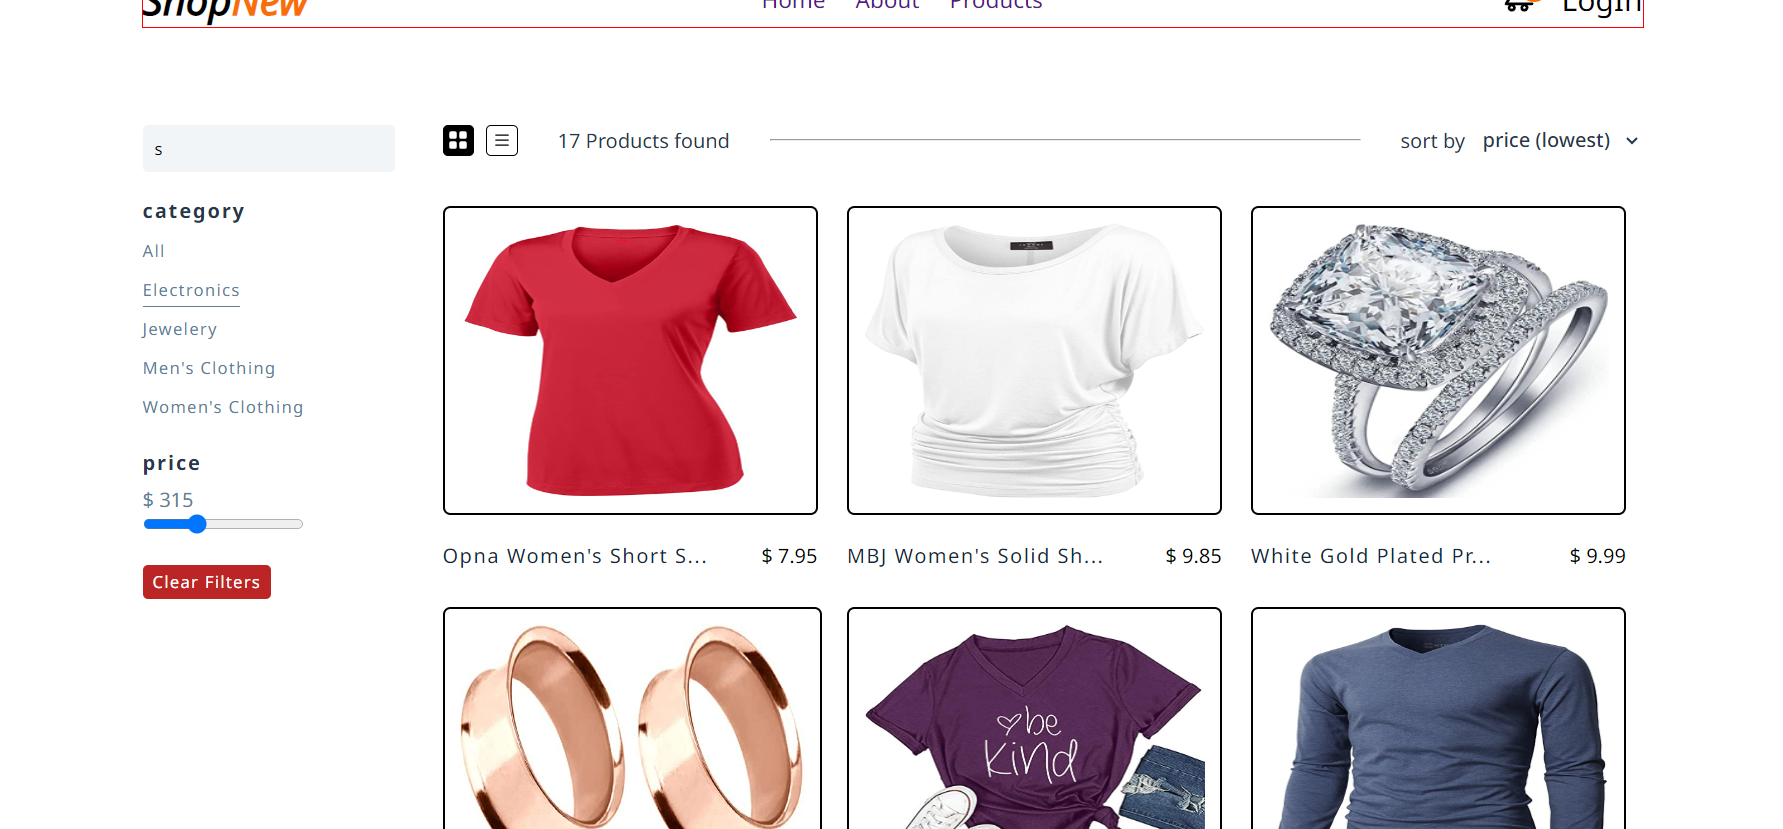 ShopNew
Home About Products
Login
s
17 Products found
sort by price (lowest)
category
All
Electronics
Jewelery
Men's Clothing
Women's Clothing
price
$ 315
Clear Filters
Opna Women's Short S... $ 7.95
MBJ Women's Solid Sh... $ 9.85
White Gold Plated Pr... $ 9.99
be
kind